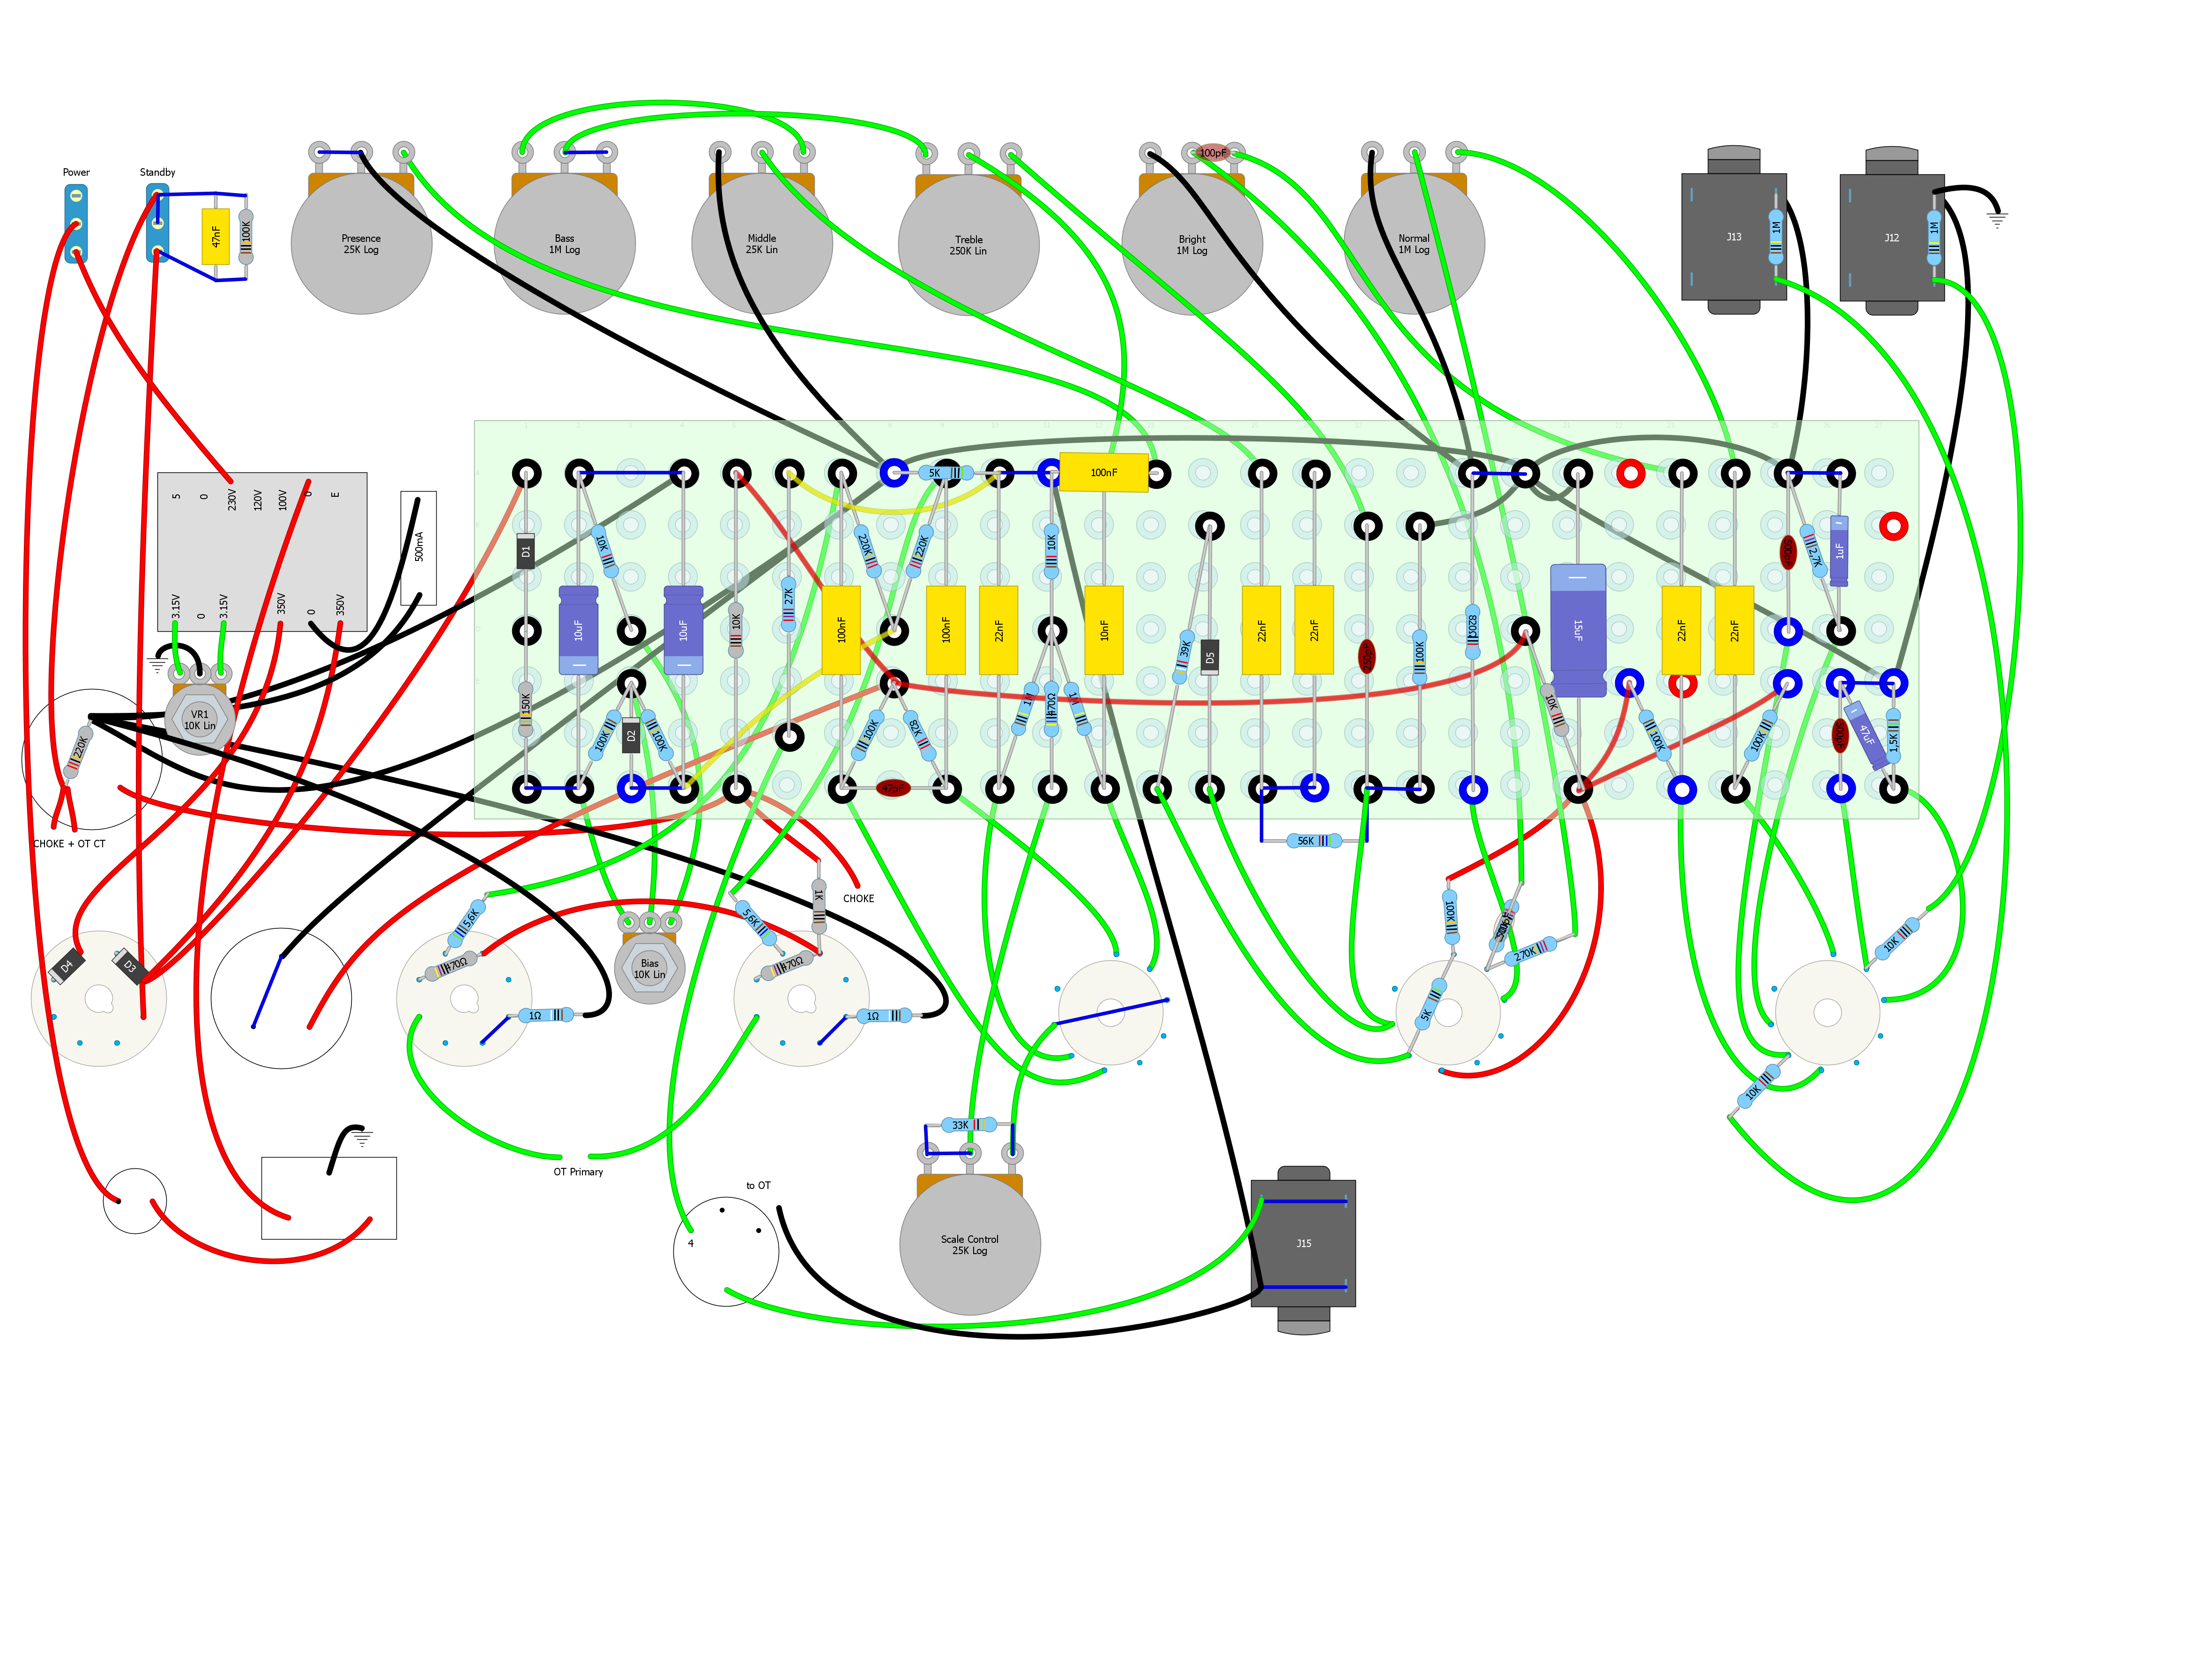 Power
Standby
47nF
100K
Presence
25K Log
Bass
1M Log
Middle
25K Lin
Treble
250K Lin
100pF
Bright
1M Log
Normal
1M Log
J13
1M
J12
1M
5
0
230V
120V
100V
0
E
3.15V
0
3.15V
350V
0
350V
500mA
VR1
10K Lin
220K
CHOKE + OT CT
5K
100nF
D1
10K
220K
220K
10K
2,7K
1uF
10uF
10uF
10K
27K
100nF
100nF
22nF
10nF
39K
D5
22nF
22nF
100K
820Ω
15uF
22nF
22nF
150K
100K
D2
100K
100K
82K
1M
470Ω
1M
10K
100K
100K
47uF
1,5K
47pF
56K
1K
CHOKE
5,6K
5,6K
100K
270K
10K
D4
D3
Bias
10K Lin
1Ω
1Ω
5K
10K
33K
OT Primary
to OT
4
Scale Control
25K Log
J15